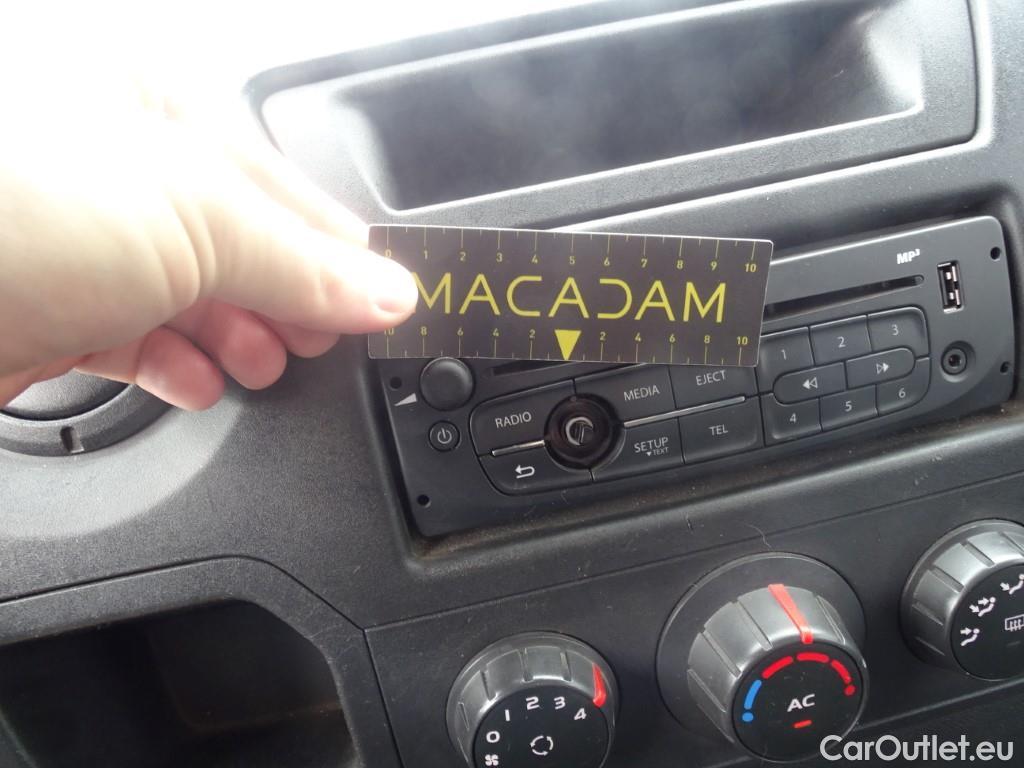 0 1 2 3 4 5 6 7 8 9 10
MACADAM
10 8 6 4 2 2 4 6 8 10
MP3
1 2 3
4 5 6
RADIO
MEDIA
EJECT
SETUP
▼TEXT
TEL
0 1 2 3 4
AC
CarOutlet.eu